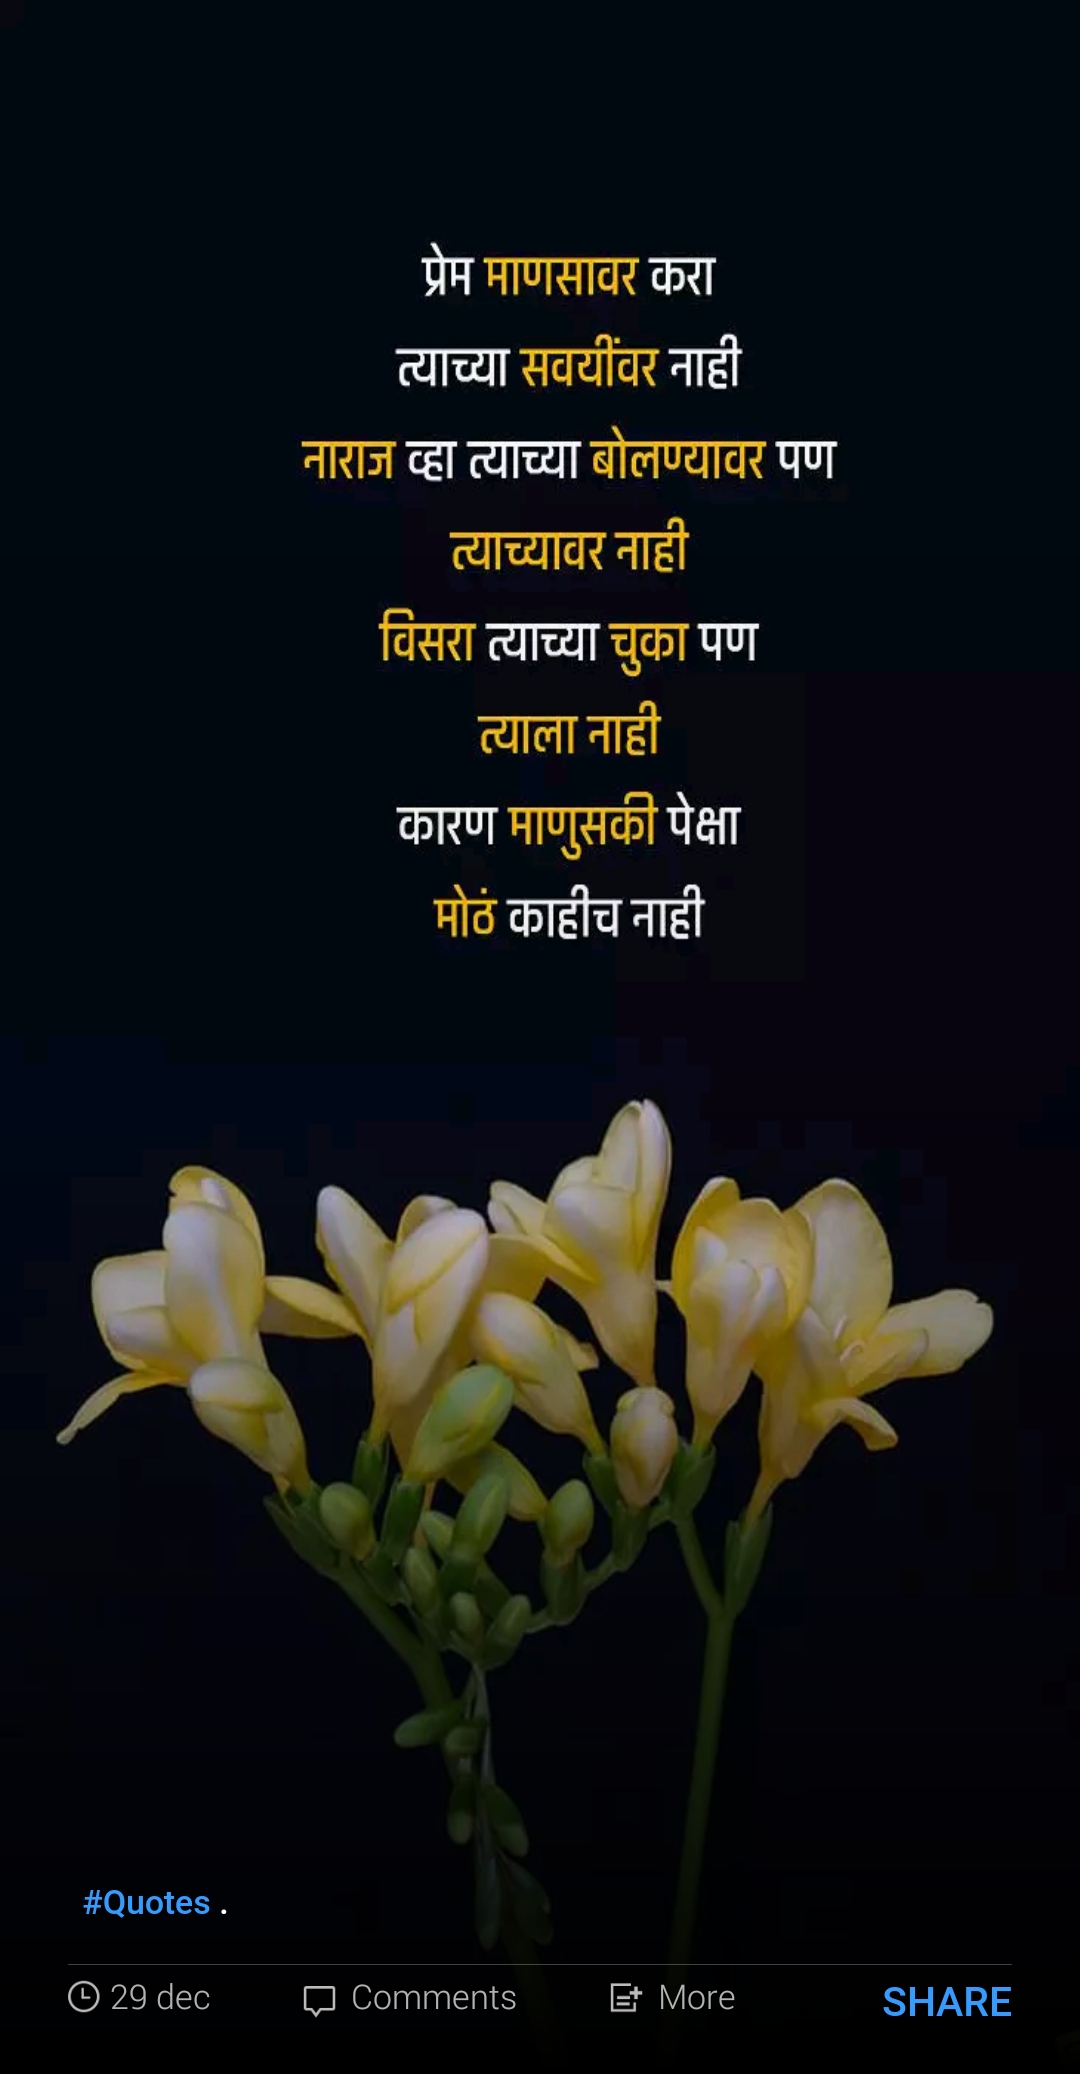 प्रेम माणसावर करा
त्याच्या सवयींवर नाही
नाराज व्हा त्याच्या बोलण्यावर पण
त्याच्यावर नाही
विसरा त्याच्या चुका पण
त्याला नाही
कारण माणुसकी पेक्षा
मोठं काहीच नाही
#Quotes .
29 dec Comments More SHARE